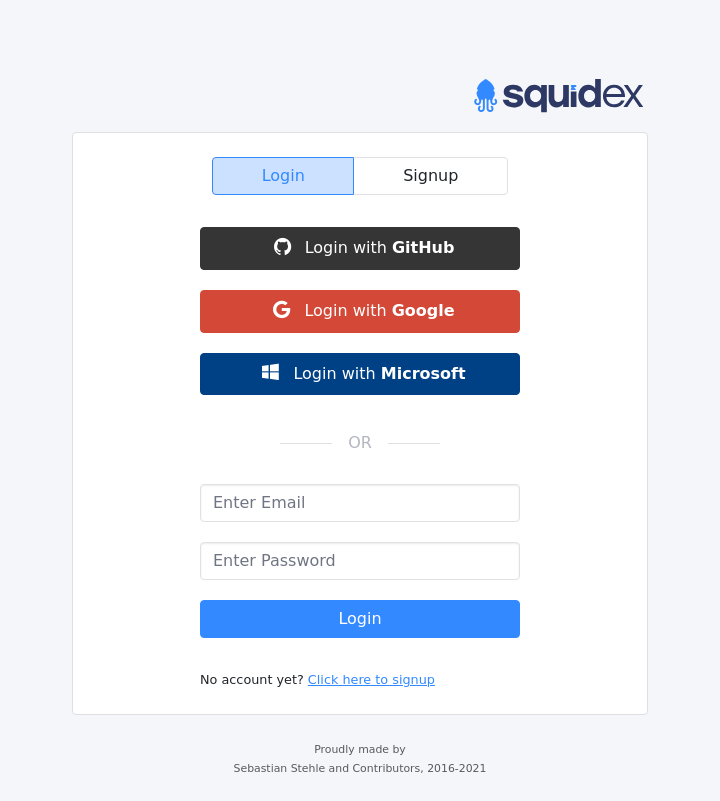 squidex
Login
Signup
Login with GitHub
Login with Google
Login with Microsoft
OR
Enter Email
Enter Password
Login
No account yet? Click here to signup
Proudly made by
Sebastian Stehle and Contributors, 2016-2021